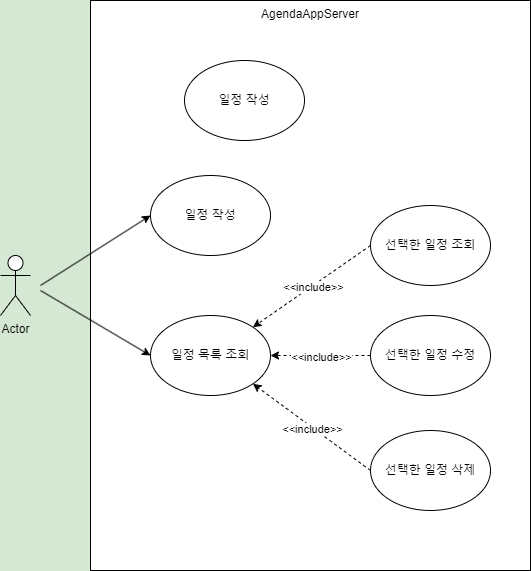 AgendaAppServer
일정 작성
일정 작성
선택한 일정 조회
<<include>>
Actor
일정 목록 조회
<<include>>
선택한 일정 수정
<<include>>
선택한 일정 삭제